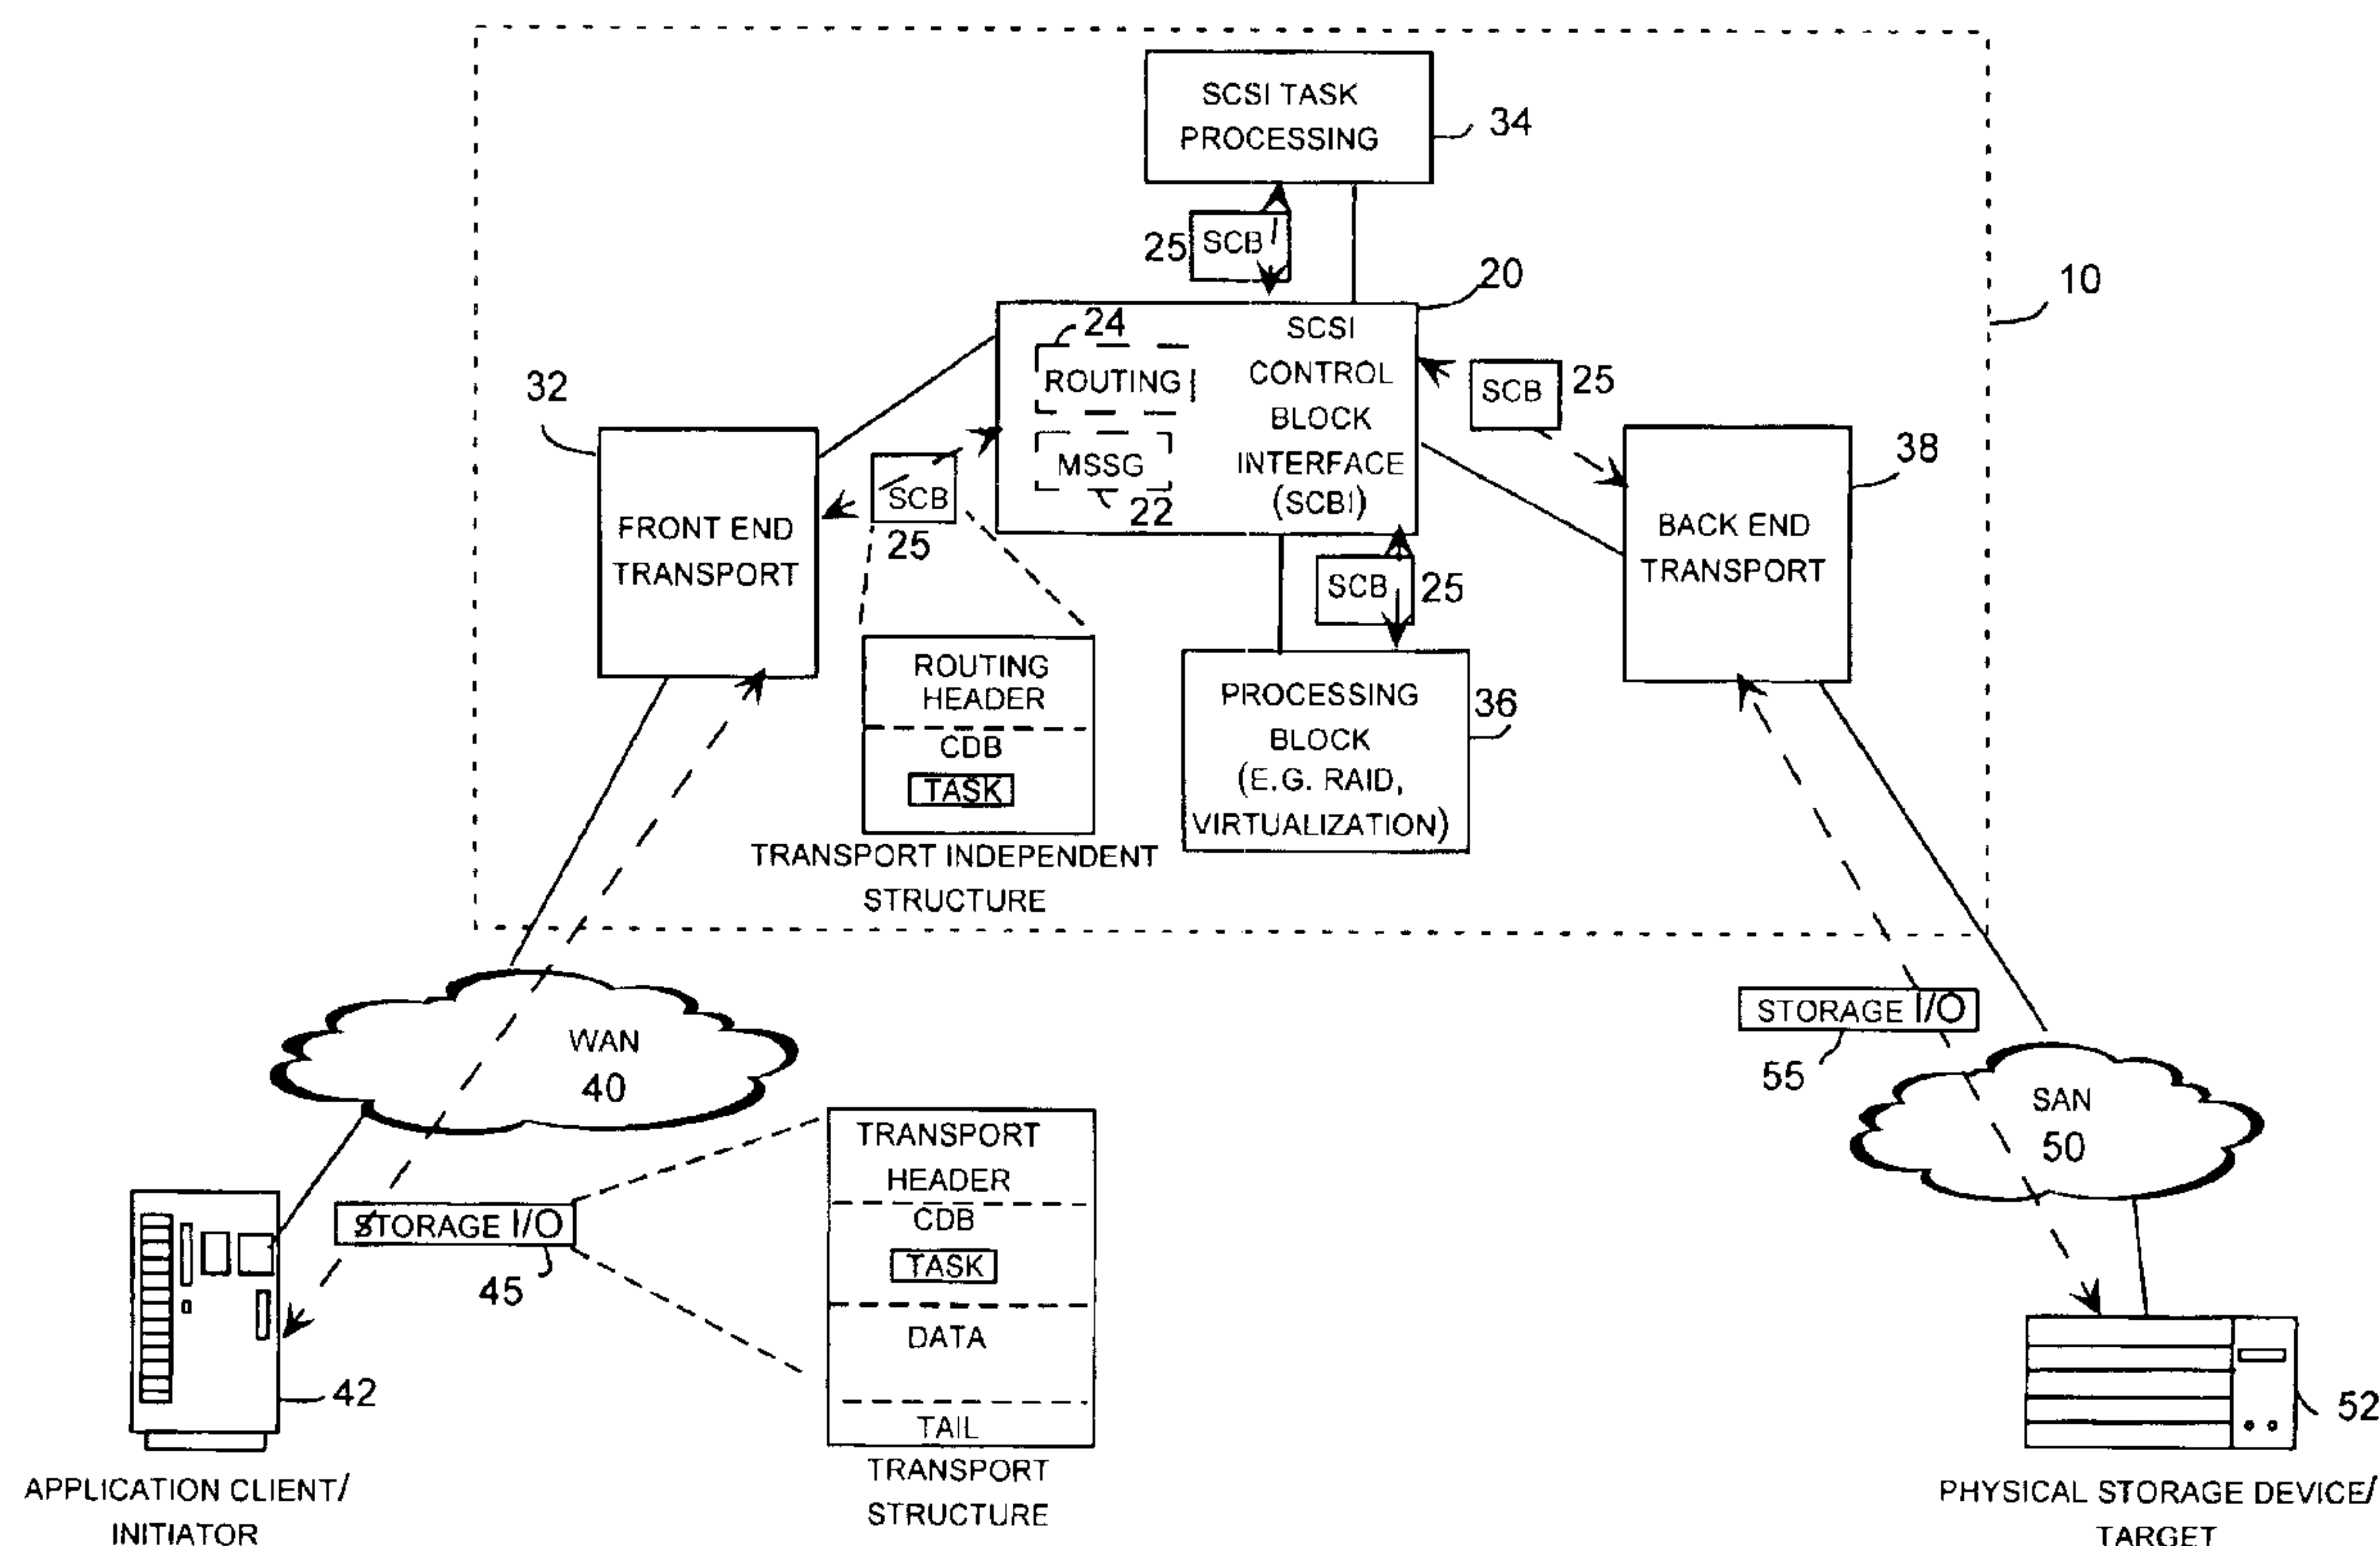 SCSI TASK
PROCESSING
34
25
SCB
20
10
24
ROUTING
MSSG
22
SCSI
CONTROL
BLOCK
INTERFACE
(SCBI)
SCB
25
32
FRONT END
TRANSPORT
SCB
25
38
BACK END
TRANSPORT
SCB
25
ROUTING
HEADER
CDB
TASK
TRANSPORT INDEPENDENT
STRUCTURE
PROCESSING
BLOCK
(E.G. RAID,
VIRTUALIZATION)
36
WAN
40
STORAGE I/O
55
SAN
50
STORAGE I/O
45
TRANSPORT
HEADER
CDB
TASK
DATA
TAIL
TRANSPORT
STRUCTURE
42
APPLICATION CLIENT/
INITIATOR
52
PHYSICAL STORAGE DEVICE/
TARGET